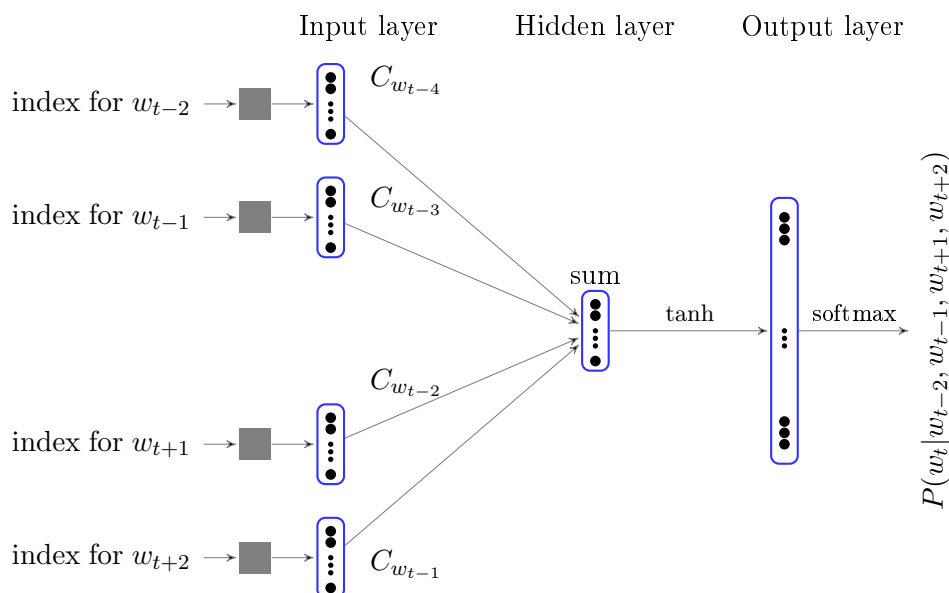 Input layer Hidden layer Output layer
index for w_{t−2} C_{w_{t−4}}
index for w_{t−1} C_{w_{t−3}}
sum
tanh softmax
P(w_t|w_{t−2}, w_{t−1}, w_{t+1}, w_{t+2})
C_{w_{t−2}}
index for w_{t+1}
index for w_{t+2} C_{w_{t−1}}